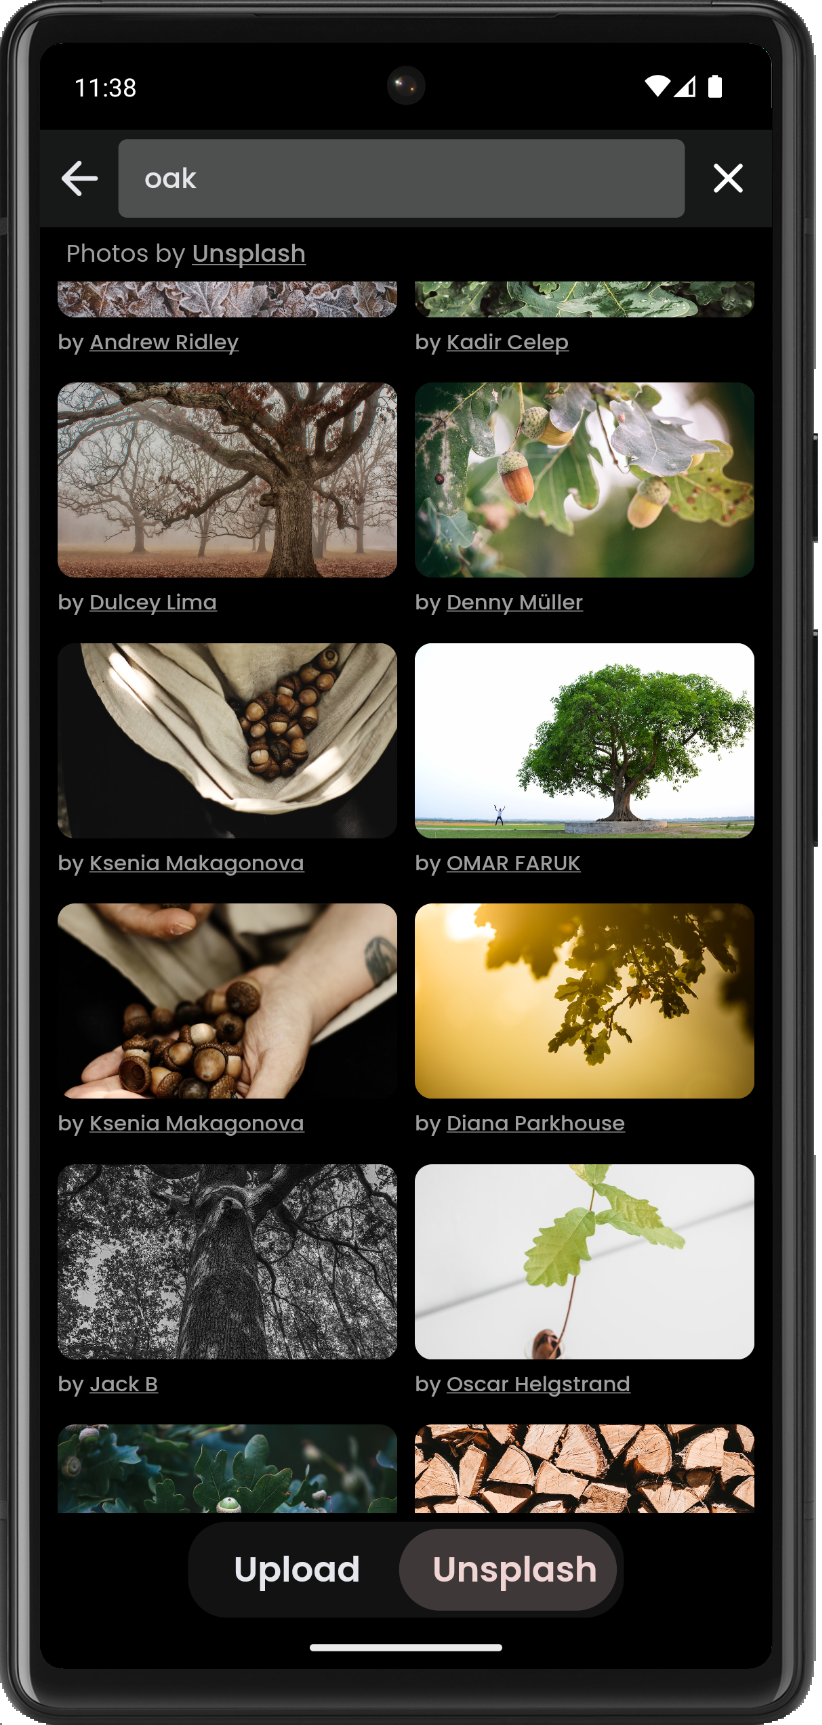 11:38
oak
Photos by Unsplash
by Andrew Ridley
by Kadir Celep
by Dulcey Lima
by Denny Müller
by Ksenia Makagonova
by OMAR FARUK
by Ksenia Makagonova
by Diana Parkhouse
by Jack B
by Oscar Helgstrand
Upload
Unsplash